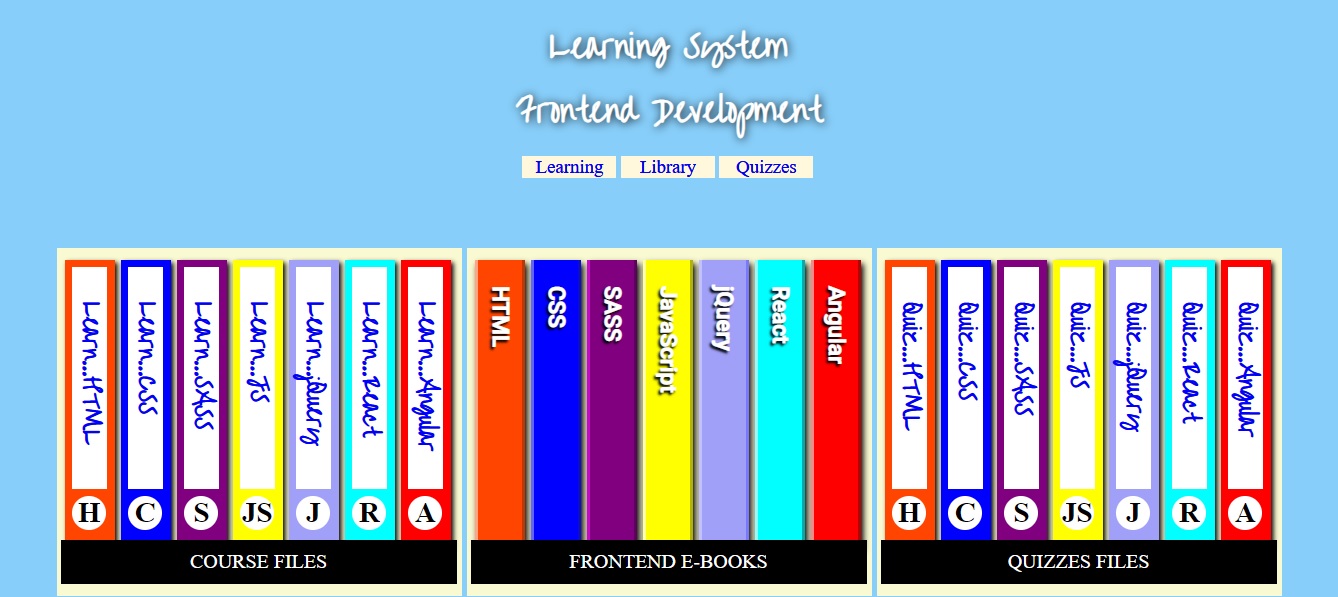 Learning System
Frontend Development
Learning
Library
Quizzes
Learn...HTML
Learn...CSS
Learn...SASS
Learn...JS
Learn...jQuery
Learn...React
Learn...Angular
H
C
S
JS
J
R
A
COURSE FILES
HTML
CSS
SASS
JavaScript
jQuery
React
Angular
FRONTEND E-BOOKS
Quiz...HTML
Quiz...CSS
Quiz...SASS
Quiz...JS
Quiz...jQuery
Quiz...React
Quiz...Angular
H
C
S
JS
J
R
A
QUIZZES FILES